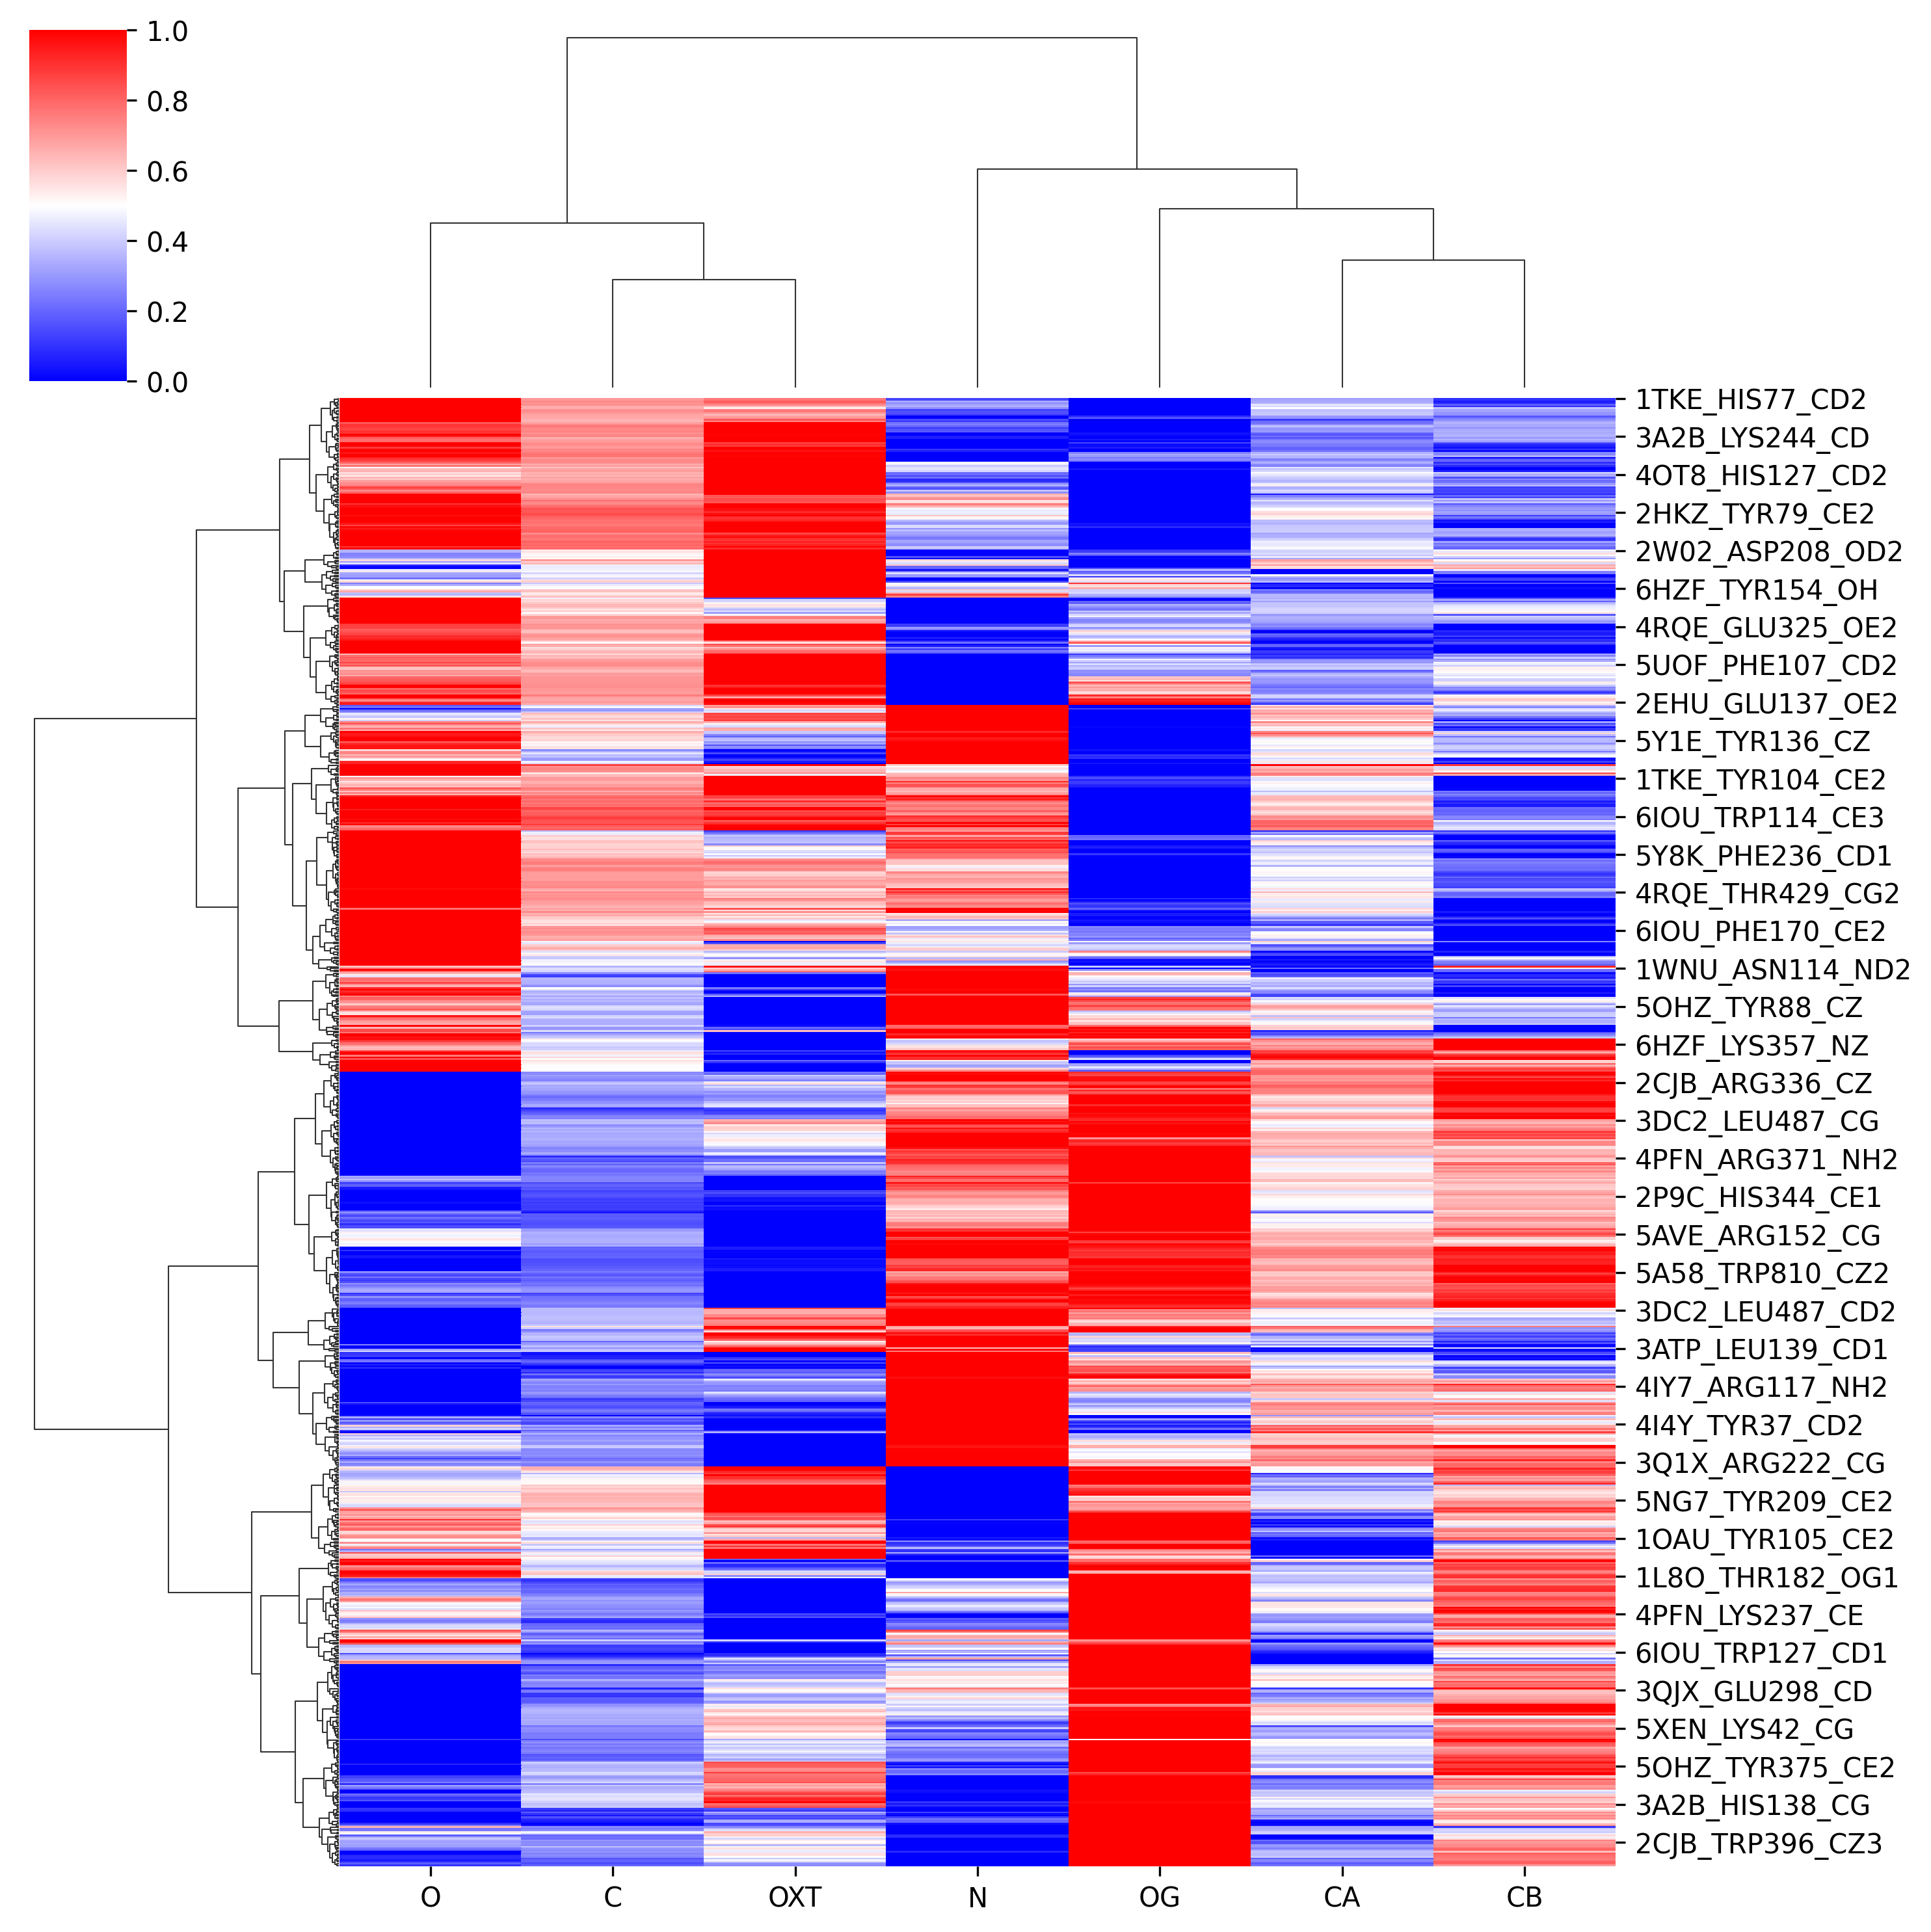 1.0
0.8
0.6
0.4
0.2
0.0
1TKE_HIS77_CD2
3A2B_LYS244_CD
4OT8_HIS127_CD2
2HKZ_TYR79_CE2
2W02_ASP208_OD2
6HZF_TYR154_OH
4RQE_GLU325_OE2
5UOF_PHE107_CD2
2EHU_GLU137_OE2
5Y1E_TYR136_CZ
1TKE_TYR104_CE2
6IOU_TRP114_CE3
5Y8K_PHE236_CD1
4RQE_THR429_CG2
6IOU_PHE170_CE2
1WNU_ASN114_ND2
5OHZ_TYR88_CZ
6HZF_LYS357_NZ
2CJB_ARG336_CZ
3DC2_LEU487_CG
4PFN_ARG371_NH2
2P9C_HIS344_CE1
5AVE_ARG152_CG
5A58_TRP810_CZ2
3DC2_LEU487_CD2
3ATP_LEU139_CD1
4IY7_ARG117_NH2
4I4Y_TYR37_CD2
3Q1X_ARG222_CG
5NG7_TYR209_CE2
1OAU_TYR105_CE2
1L8O_THR182_OG1
4PFN_LYS237_CE
6IOU_TRP127_CD1
3QJX_GLU298_CD
5XEN_LYS42_CG
5OHZ_TYR375_CE2
3A2B_HIS138_CG
2CJB_TRP396_CZ3
O C OXT N OG CA CB